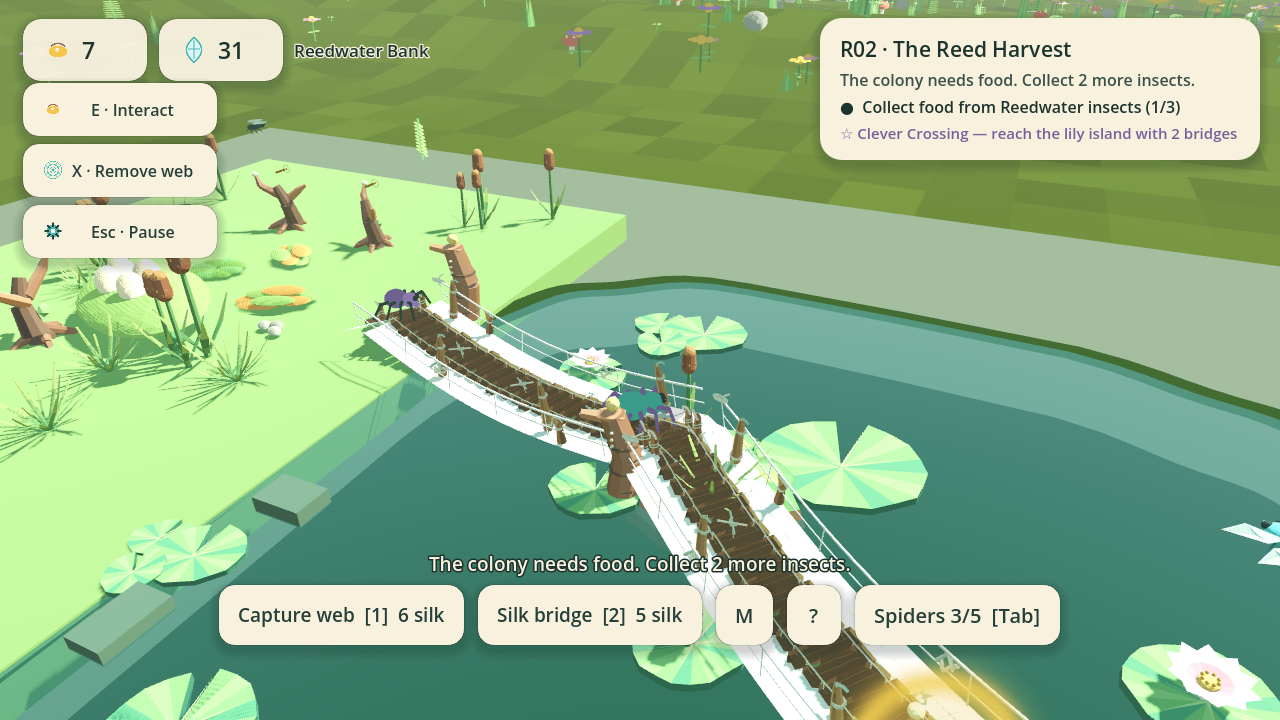 7
31
Reedwater Bank
E · Interact
X · Remove web
Esc · Pause
R02 · The Reed Harvest
The colony needs food. Collect 2 more insects.
● Collect food from Reedwater insects (1/3)
☆ Clever Crossing — reach the lily island with 2 bridges
The colony needs food. Collect 2 more insects.
Capture web [1] 6 silk
Silk bridge [2] 5 silk
M
?
Spiders 3/5 [Tab]